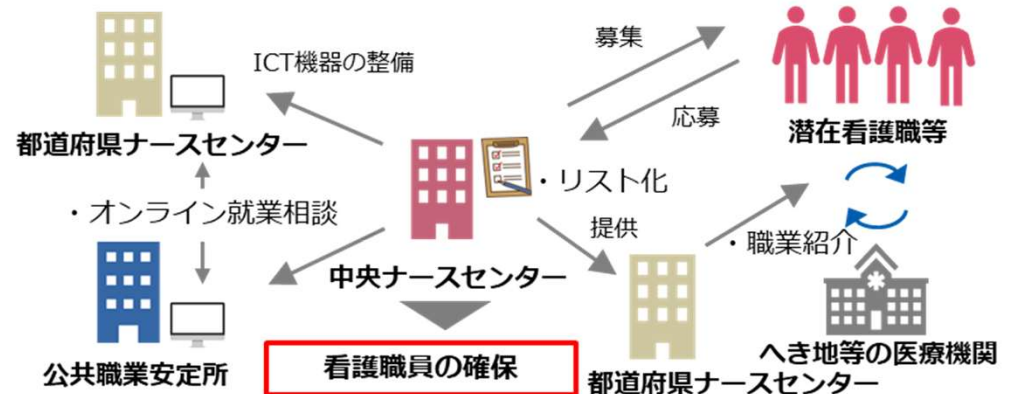 ICT機器の整備
募集
応募
潜在看護職等
都道府県ナースセンター
・リスト化
・オンライン就業相談
提供
・職業紹介
中央ナースセンター
へき地等の医療機関
看護職員の確保
公共職業安定所
都道府県ナースセンター